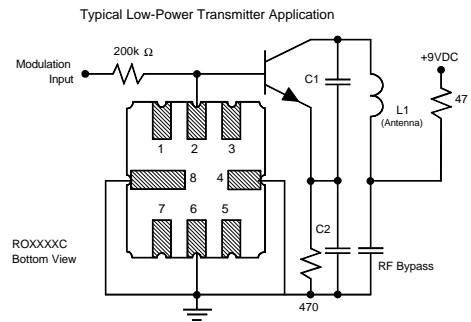 Typical Low-Power Transmitter Application
200k Ω
Modulation
Input
C1
+9VDC
47
L1
(Antenna)
1 2 3
8 4
7 6 5
ROXXXXC
Bottom View
C2
RF Bypass
470